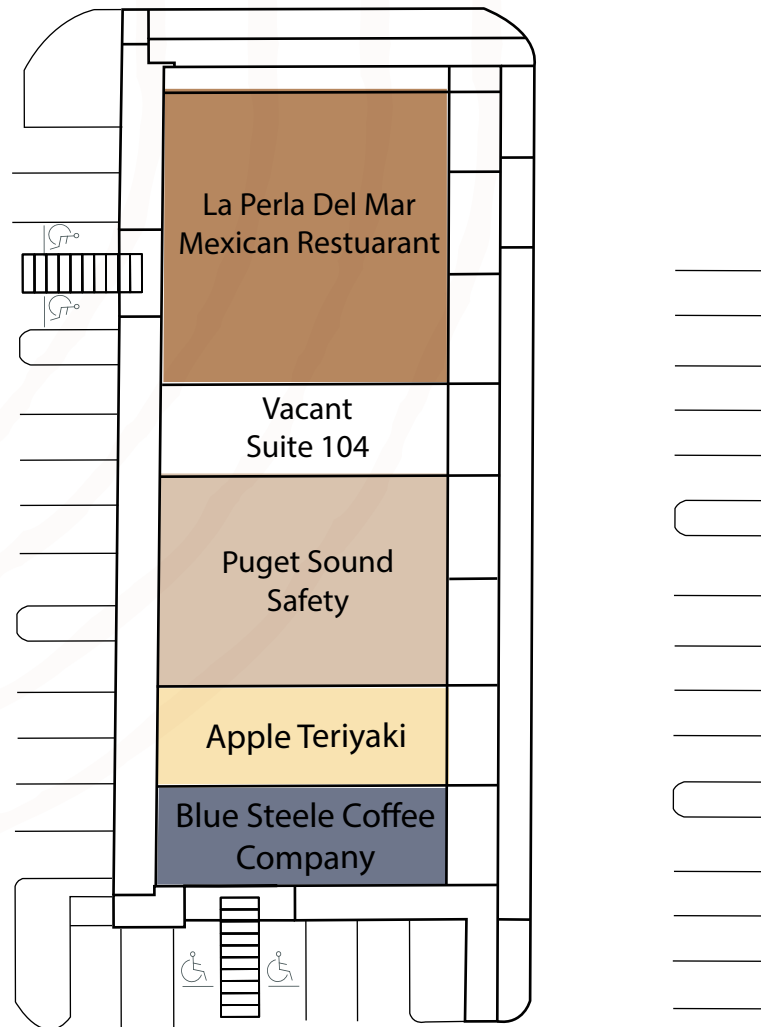 La Perla Del Mar
Mexican Restuarant
Vacant
Suite 104
Puget Sound
Safety
Apple Teriyaki
Blue Steele Coffee
Company